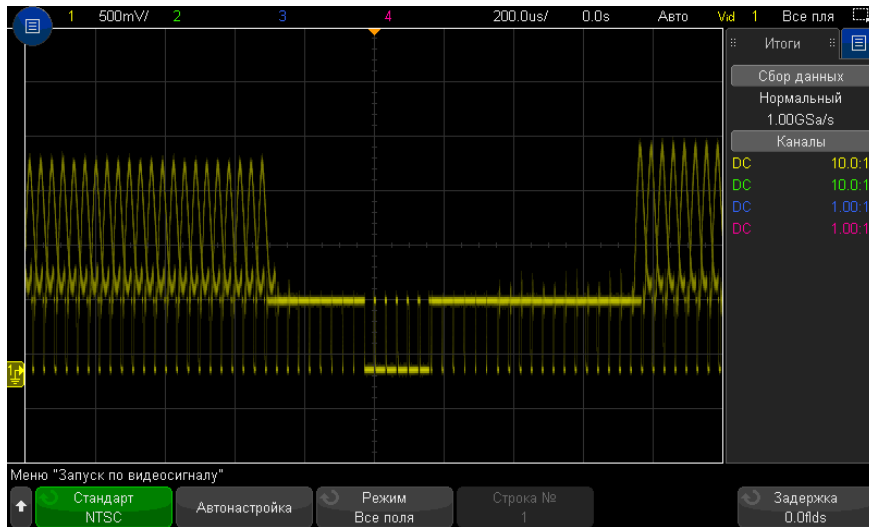 1 500mV/ 2 3 4 200.0us/ 0.0s Авто Vid 1 Все пля
Итоги
Сбор данных
Нормальный
1.00GSa/s
Каналы
DC 10.0:1
DC 10.0:1
DC 1.00:1
DC 1.00:1
1
Меню "Запуск по видеосигналу"
Стандарт
NTSC
Автонастройка
Режим
Все поля
Строка №
1
Задержка
0.0flds